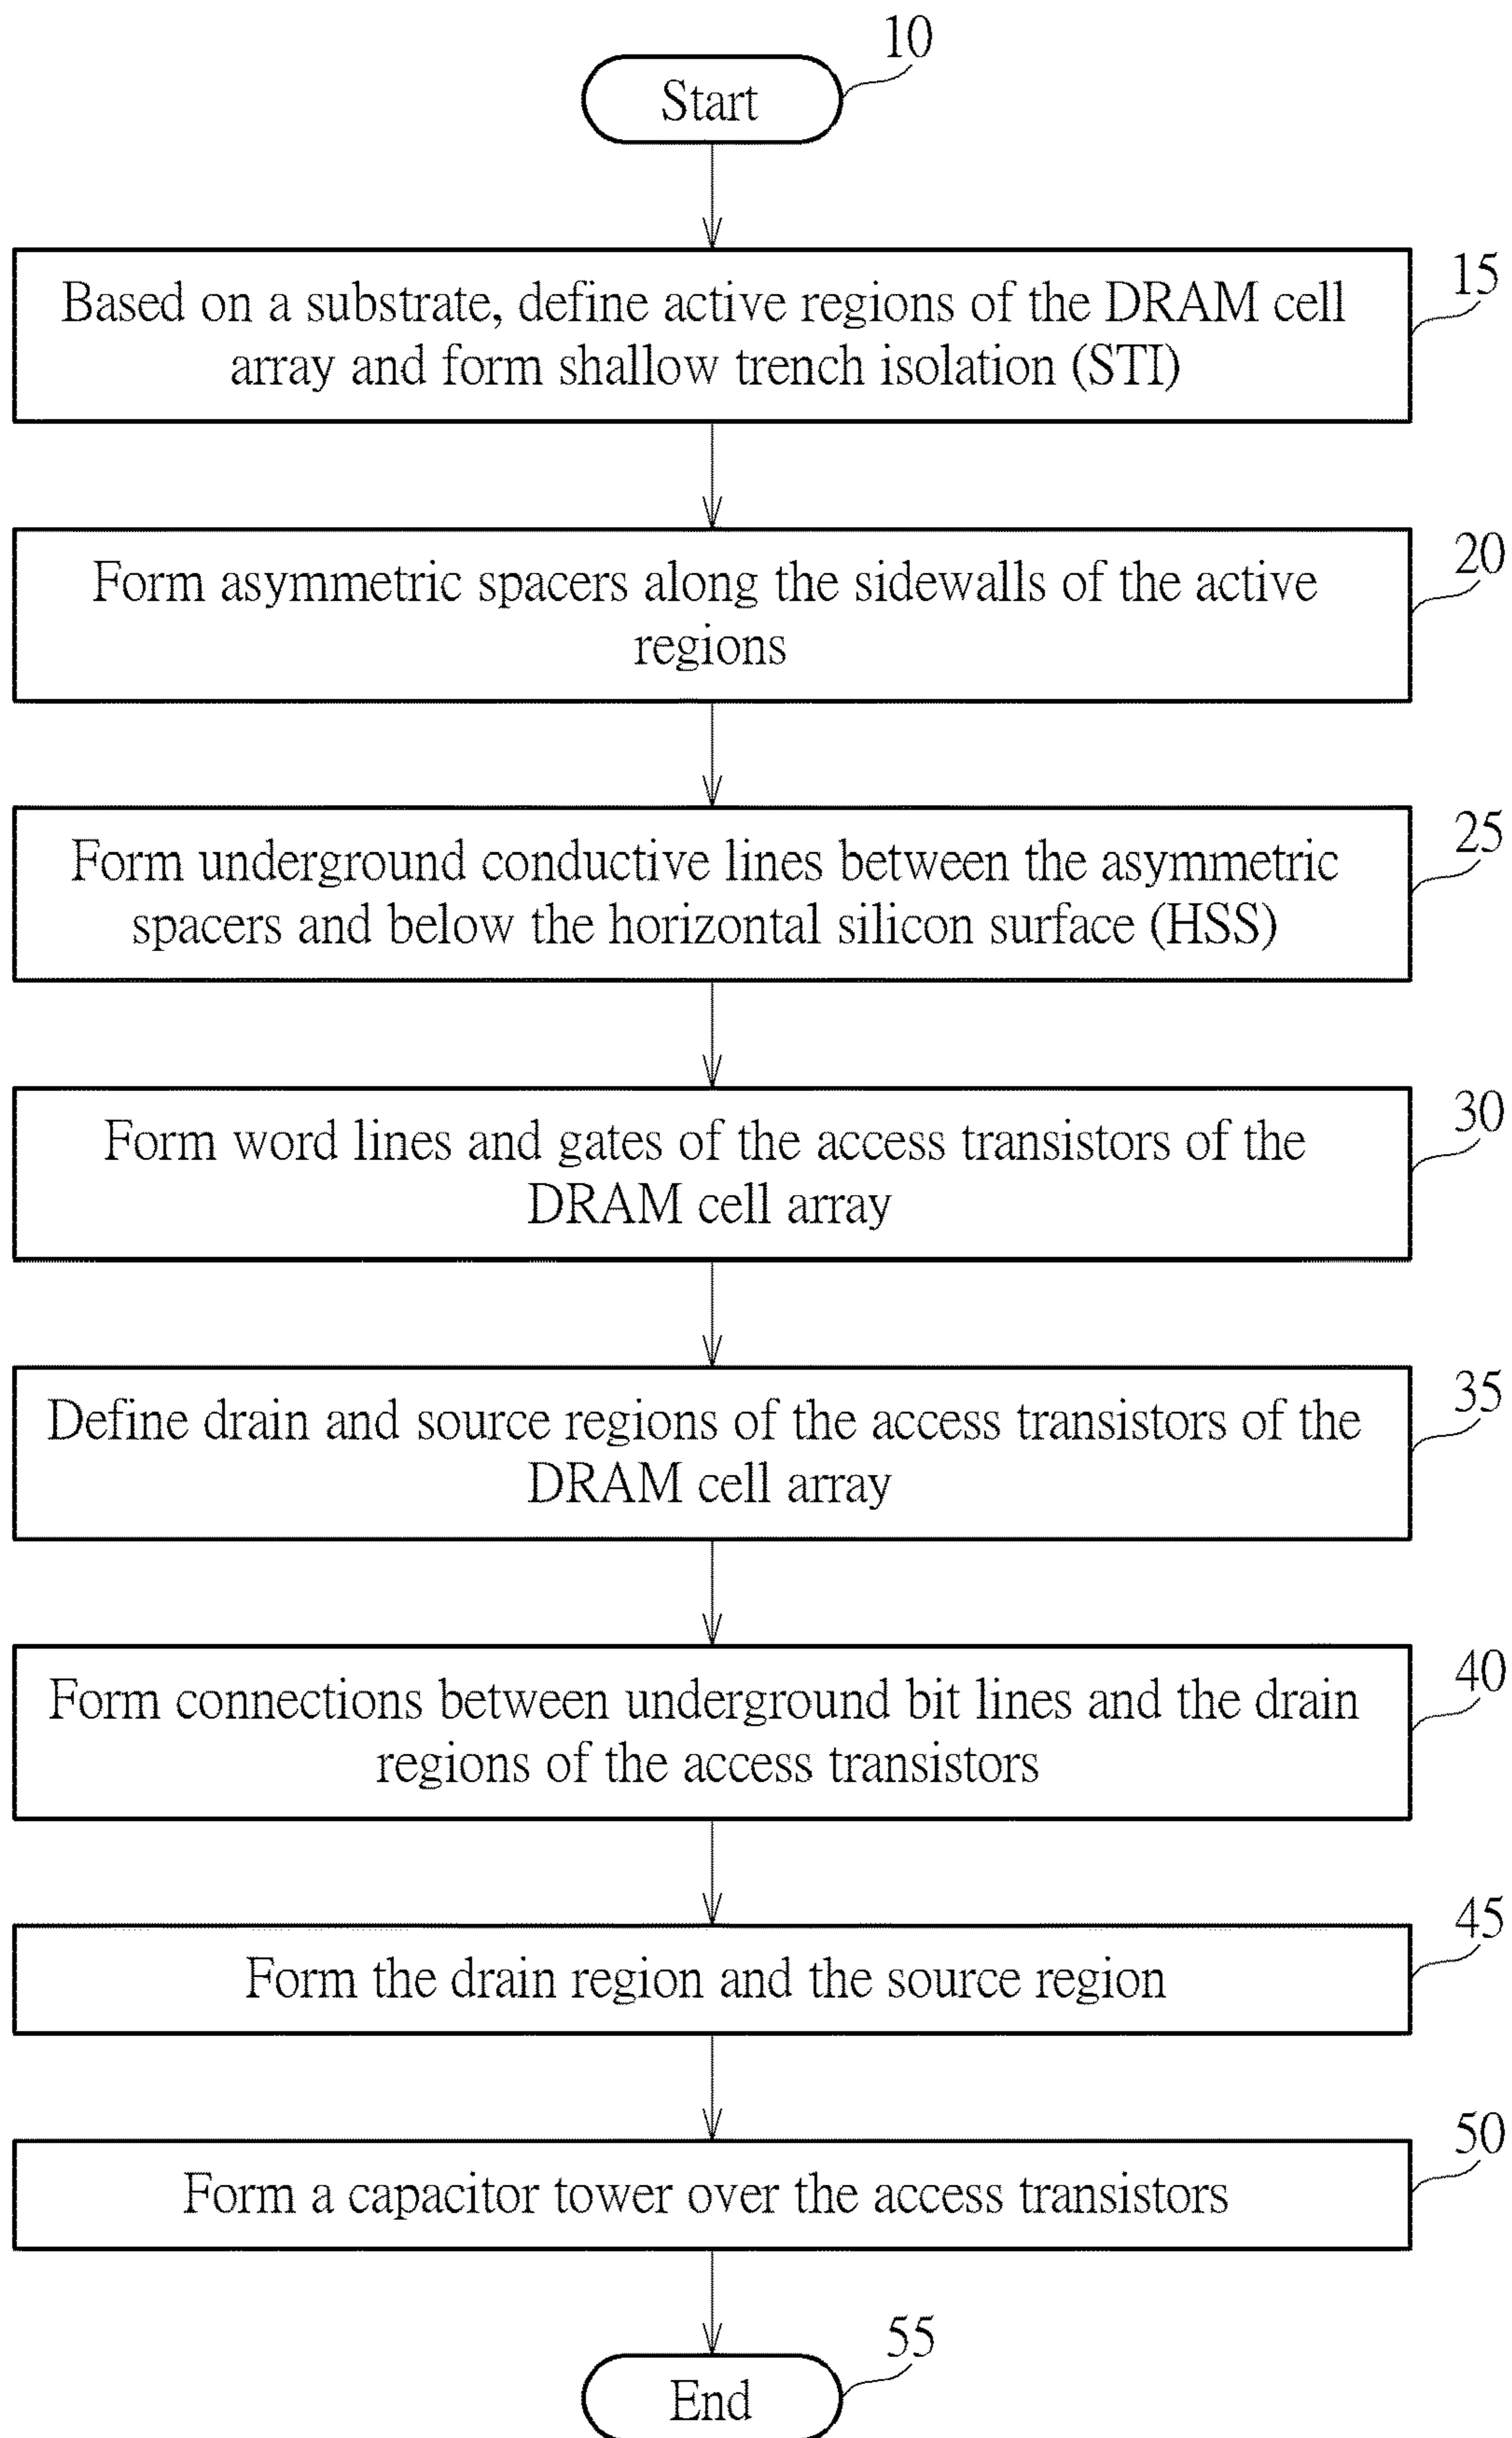 10
Start
15
Based on a substrate, define active regions of the DRAM cell
array and form shallow trench isolation (STI)
20
Form asymmetric spacers along the sidewalls of the active
regions
25
Form underground conductive lines between the asymmetric
spacers and below the horizontal silicon surface (HSS)
30
Form word lines and gates of the access transistors of the
DRAM cell array
35
Define drain and source regions of the access transistors of the
DRAM cell array
40
Form connections between underground bit lines and the drain
regions of the access transistors
45
Form the drain region and the source region
50
Form a capacitor tower over the access transistors
55
End